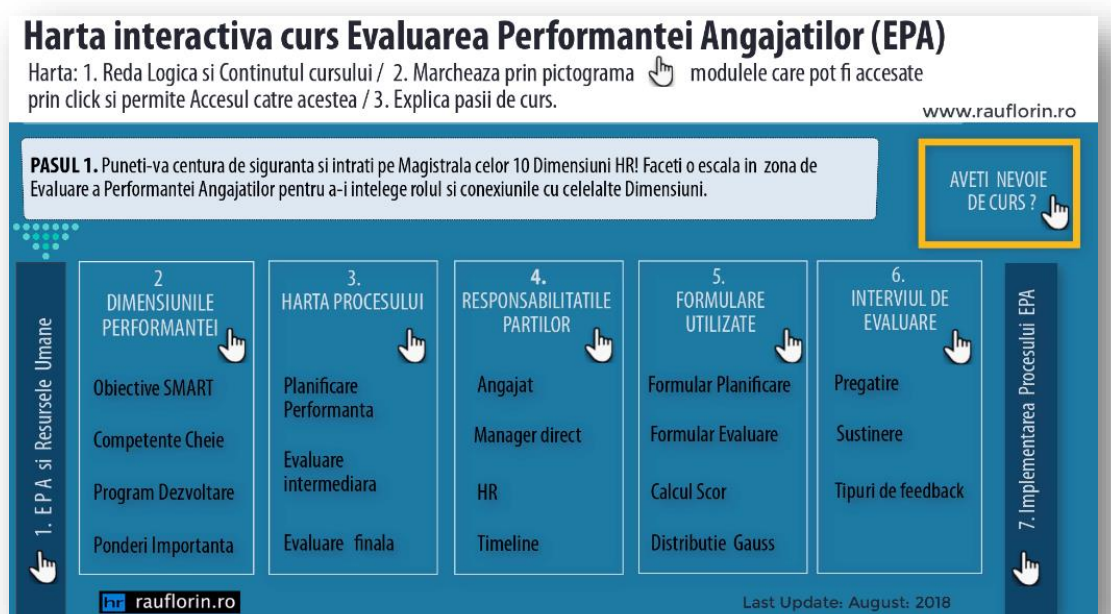 Harta interactiva curs Evaluarea Performantei Angajatilor (EPA)
Harta: 1. Reda Logica si Continutul cursului / 2. Marcheaza prin pictograma modulele care pot fi accesate
prin click si permite Accesul catre acestea / 3. Explica pasii de curs.
www.rauflorin.ro
PASUL 1. Puneti-va centura de siguranta si intrati pe Magistrala celor 10 Dimensiuni HR! Faceti o escala in zona de
Evaluare a Performantei Angajatilor pentru a-i intelege rolul si conexiunile cu celelalte Dimensiuni.
AVETI NEVOIE
DE CURS ?
1. E P A si Resursele Umane
2
DIMENSIUNILE
PERFORMANTEI
Obiective SMART
Competente Cheie
Program Dezvoltare
Ponderi Importanta
3.
HARTA PROCESULUI
Planificare
Performanta
Evaluare
intermediara
Evaluare finala
4.
RESPONSABILITATILE
PARTILOR
Angajat
Manager direct
HR
Timeline
5.
FORMULARE
UTILIZATE
Formular Planificare
Formular Evaluare
Calcul Scor
Distributie Gauss
6.
INTERVIUL DE
EVALUARE
Pregatire
Sustinere
Tipuri de feedback
7. Implementarea Procesului EPA
hr rauflorin.ro
Last Update: August: 2018